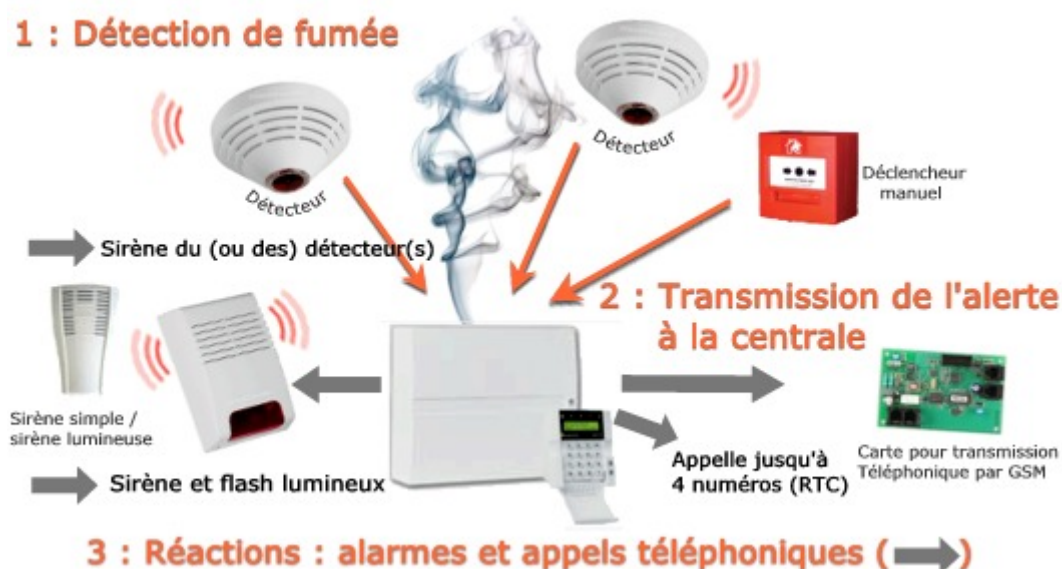 1 : Détection de fumée
Détecteur
Détecteur
Déclencheur
manuel
Sirène du (ou des) détecteur(s)
2 : Transmission de l'alerte
à la centrale
Sirène simple /
sirène lumineuse
Sirène et flash lumineux
Appelle jusqu'à
4 numéros (RTC)
Carte pour transmission
Téléphonique par GSM
3 : Réactions : alarmes et appels téléphoniques ( )